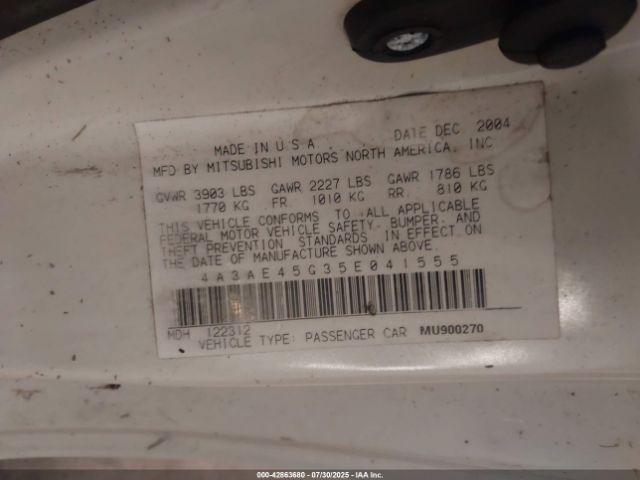 MADE IN U S A DATE DEC 2004
MFD BY MITSUBISHI MOTORS NORTH AMERICA, INC
GVWR 3903 LBS GAWR 2227 LBS GAWR 1786 LBS
1770 KG FR. 1010 KG RR. 810 KG
THIS VEHICLE CONFORMS TO ALL APPLICABLE
FEDERAL MOTOR VEHICLE SAFETY, BUMPER, AND
THEFT PREVENTION STANDARDS IN EFFECT ON
THE DATE OF MANUFACTURE SHOWN ABOVE.
4A3AE45G35E041555
MDH 122312
VEHICLE TYPE: PASSENGER CAR MU900270
000-42863680 | 07/30/2025 | IAA Inc.